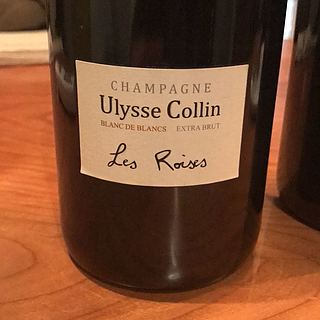 CHAMPAGNE
Ulysse Collin
BLANC DE BLANCS EXTRA BRUT
Les Roises